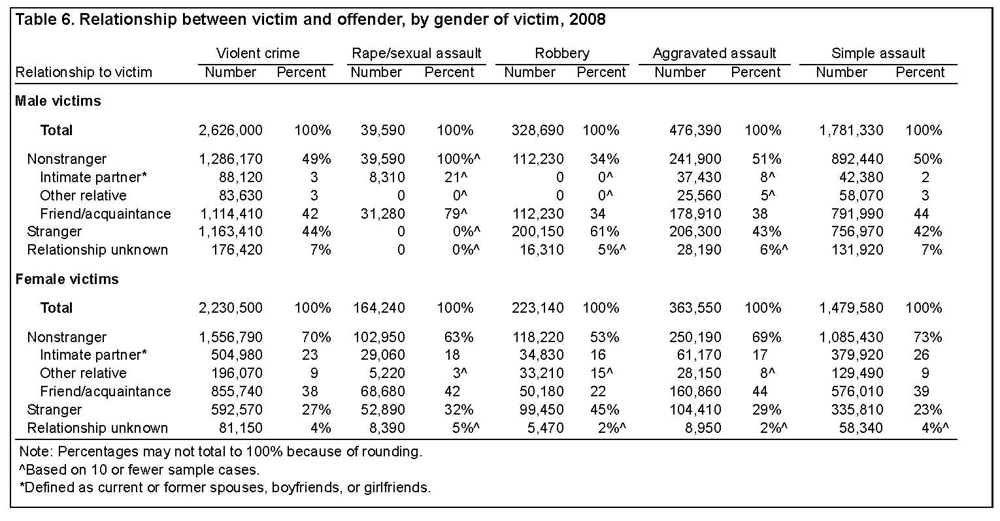 Table 6. Relationship between victim and offender, by gender of victim, 2008
Violent crime Rape/sexual assault Robbery Aggravated assault Simple assault
Relationship to victim Number Percent Number Percent Number Percent Number Percent Number Percent
Male victims
Total 2,626,000 100% 39,590 100% 328,690 100% 476,390 100% 1,781,330 100%
Nonstranger 1,286,170 49% 39,590 100%^ 112,230 34% 241,900 51% 892,440 50%
Intimate partner* 88,120 3 8,310 21^ 0 0^ 37,430 8^ 42,380 2
Other relative 83,630 3 0 0^ 0 0^ 25,560 5^ 58,070 3
Friend/acquaintance 1,114,410 42 31,280 79^ 112,230 34 178,910 38 791,990 44
Stranger 1,163,410 44% 0 0%^ 200,150 61% 206,300 43% 756,970 42%
Relationship unknown 176,420 7% 0 0%^ 16,310 5%^ 28,190 6%^ 131,920 7%
Female victims
Total 2,230,500 100% 164,240 100% 223,140 100% 363,550 100% 1,479,580 100%
Nonstranger 1,556,790 70% 102,950 63% 118,220 53% 250,190 69% 1,085,430 73%
Intimate partner* 504,980 23 29,060 18 34,830 16 61,170 17 379,920 26
Other relative 196,070 9 5,220 3^ 33,210 15^ 28,150 8^ 129,490 9
Friend/acquaintance 855,740 38 68,680 42 50,180 22 160,860 44 576,010 39
Stranger 592,570 27% 52,890 32% 99,450 45% 104,410 29% 335,810 23%
Relationship unknown 81,150 4% 8,390 5%^ 5,470 2%^ 8,950 2%^ 58,340 4%^
Note: Percentages may not total to 100% because of rounding.
^Based on 10 or fewer sample cases.
*Defined as current or former spouses, boyfriends, or girlfriends.